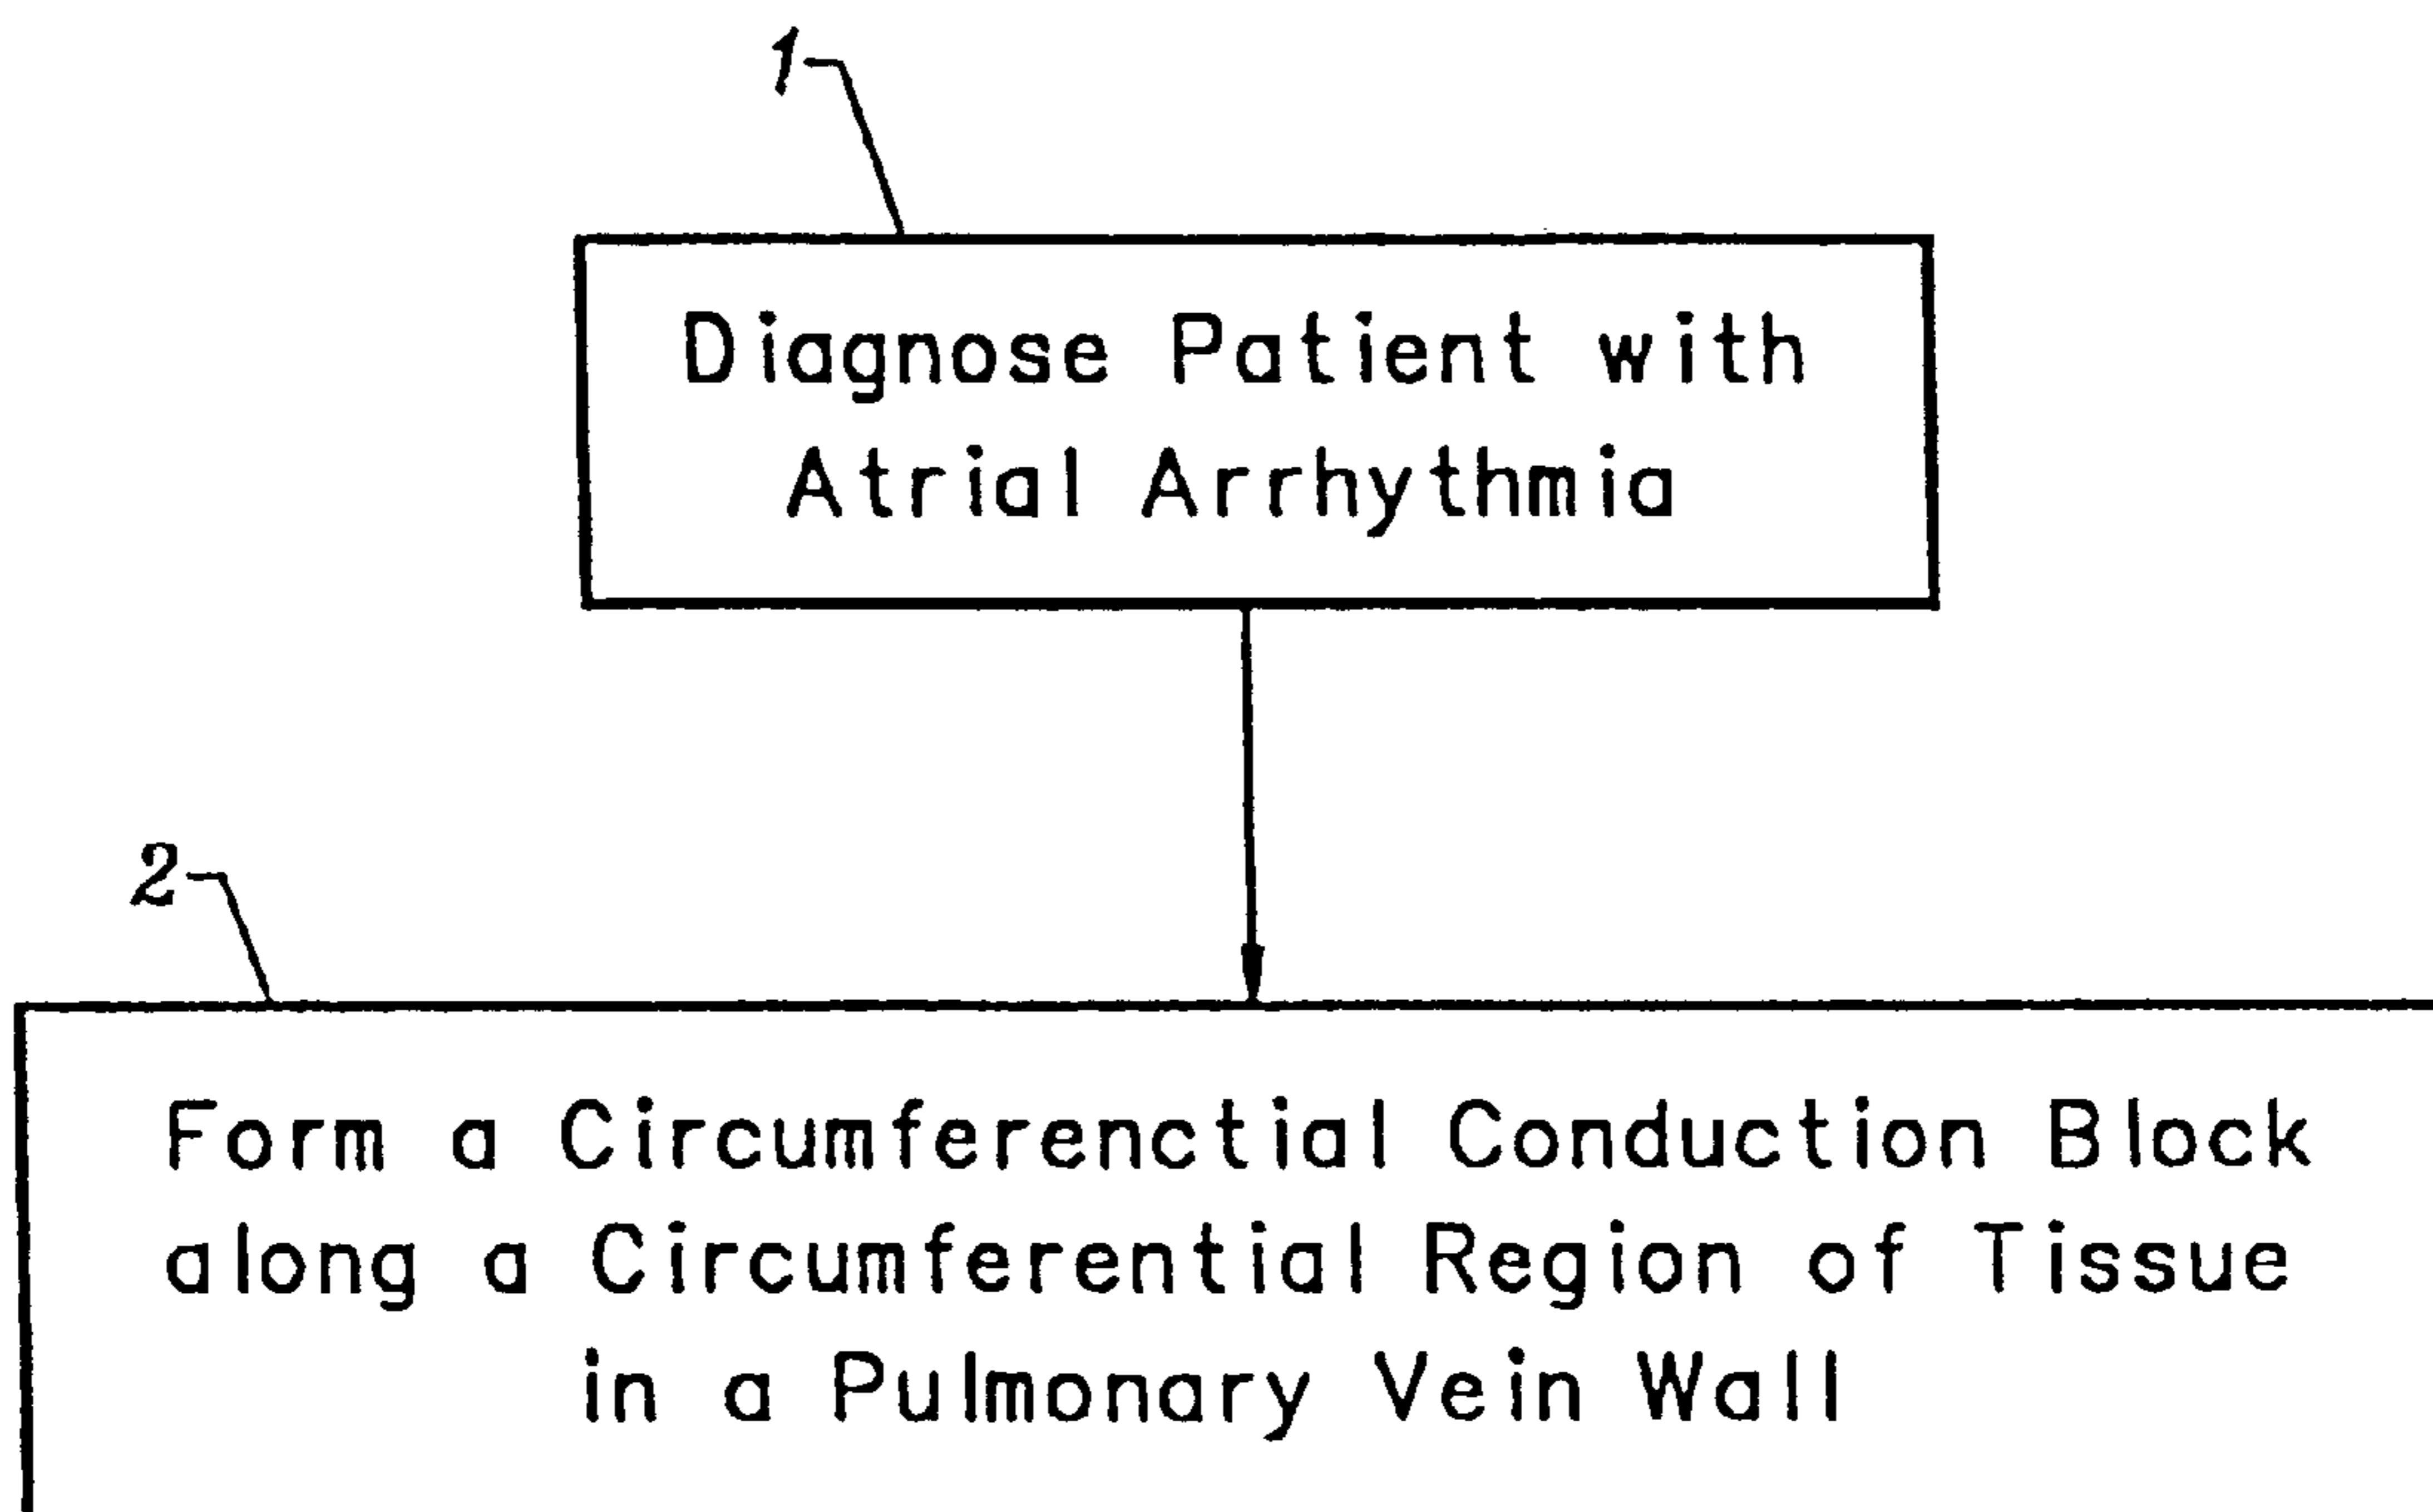 1
Diagnose Patient with
Atrial Arrhythmia
2
Form a Circumferenctial Conduction Block
along a Circumferential Region of Tissue
in a Pulmonary Vein Wall